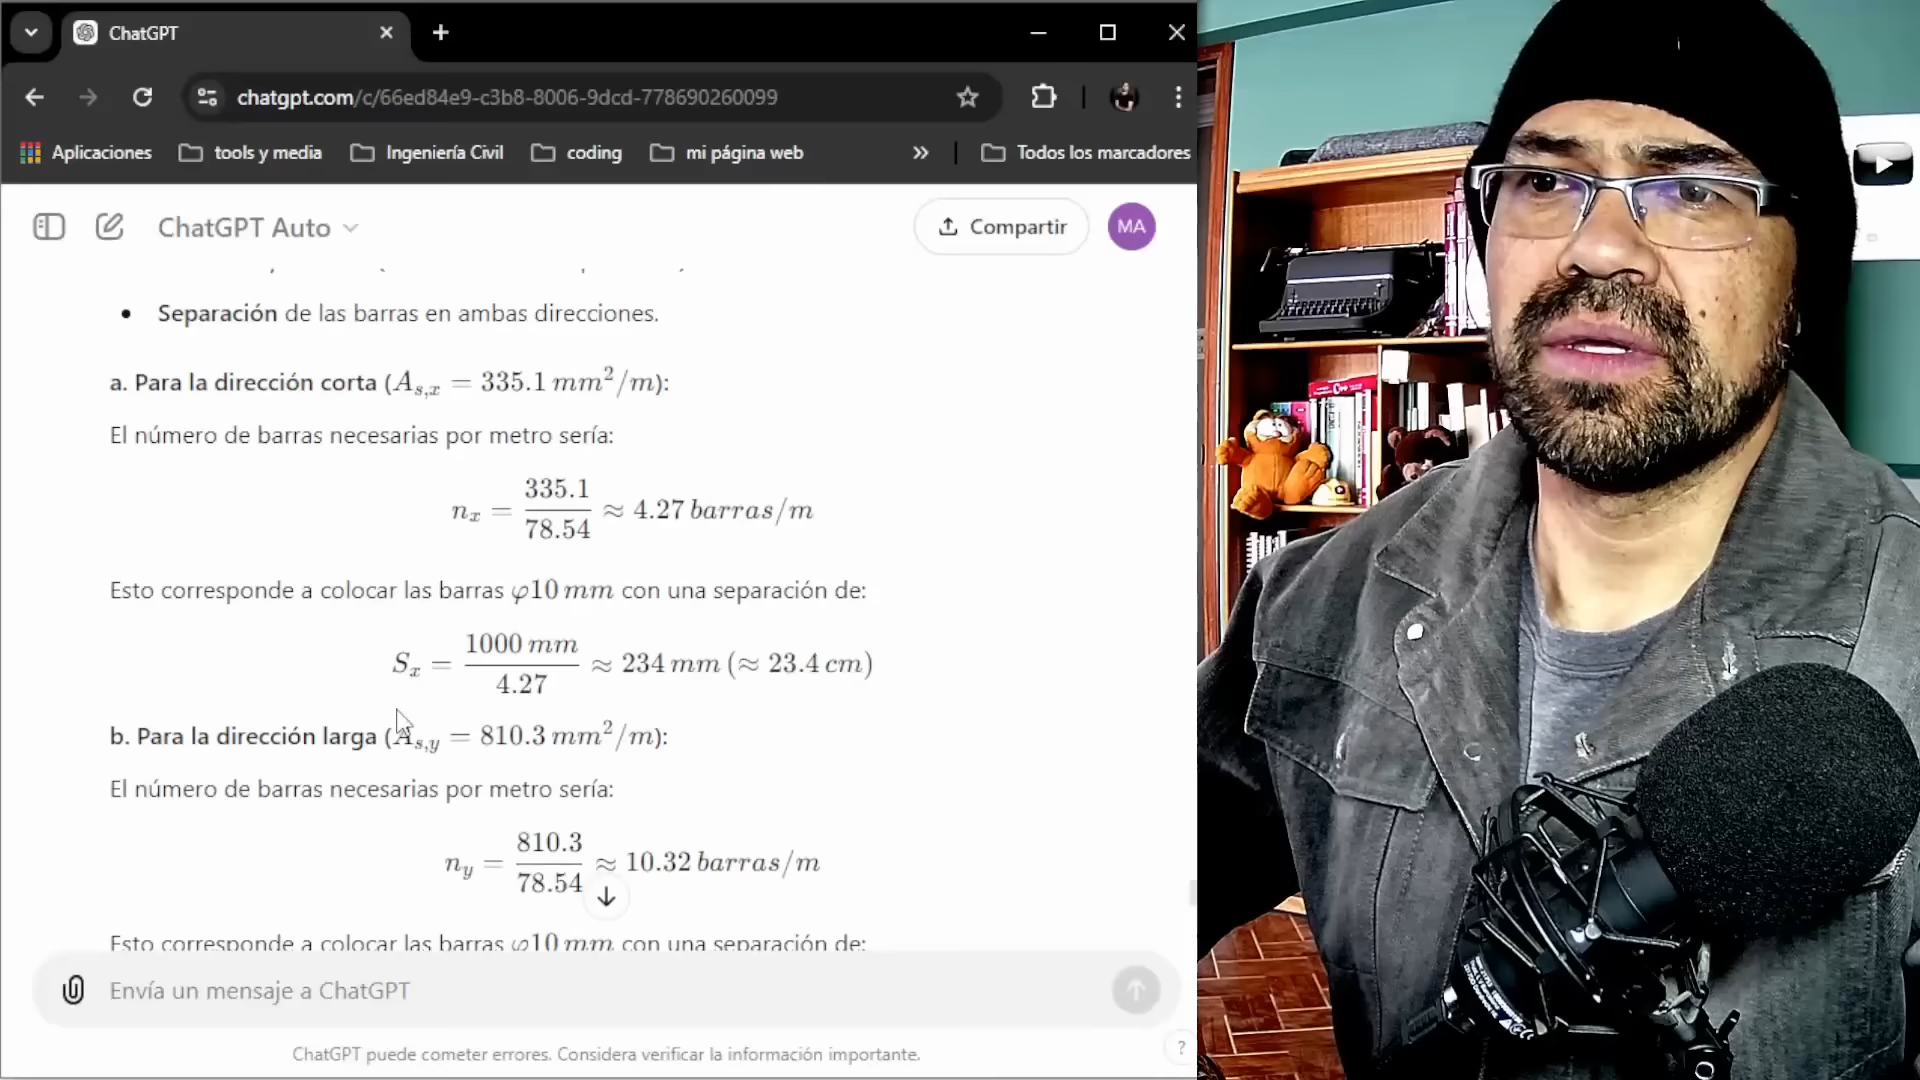 ChatGPT
chatgpt.com/c/66ed84e9-c3b8-8006-9dcd-778690260099
Aplicaciones tools y media Ingeniería Civil coding mi página web » Todos los marcadores
ChatGPT Auto Compartir MA
• Separación de las barras en ambas direcciones.
a. Para la dirección corta (A_{s,x} = 335.1 mm²/m):
El número de barras necesarias por metro sería:
n_x = 335.1/78.54 ≈ 4.27 barras/m
Esto corresponde a colocar las barras φ10 mm con una separación de:
S_x = 1000 mm/4.27 ≈ 234 mm (≈ 23.4 cm)
b. Para la dirección larga (A_{s,y} = 810.3 mm²/m):
El número de barras necesarias por metro sería:
n_y = 810.3/78.54 ≈ 10.32 barras/m
Esto corresponde a colocar las barras φ10 mm con una separación de:
Envía un mensaje a ChatGPT
ChatGPT puede cometer errores. Considera verificar la información importante.
?
C++